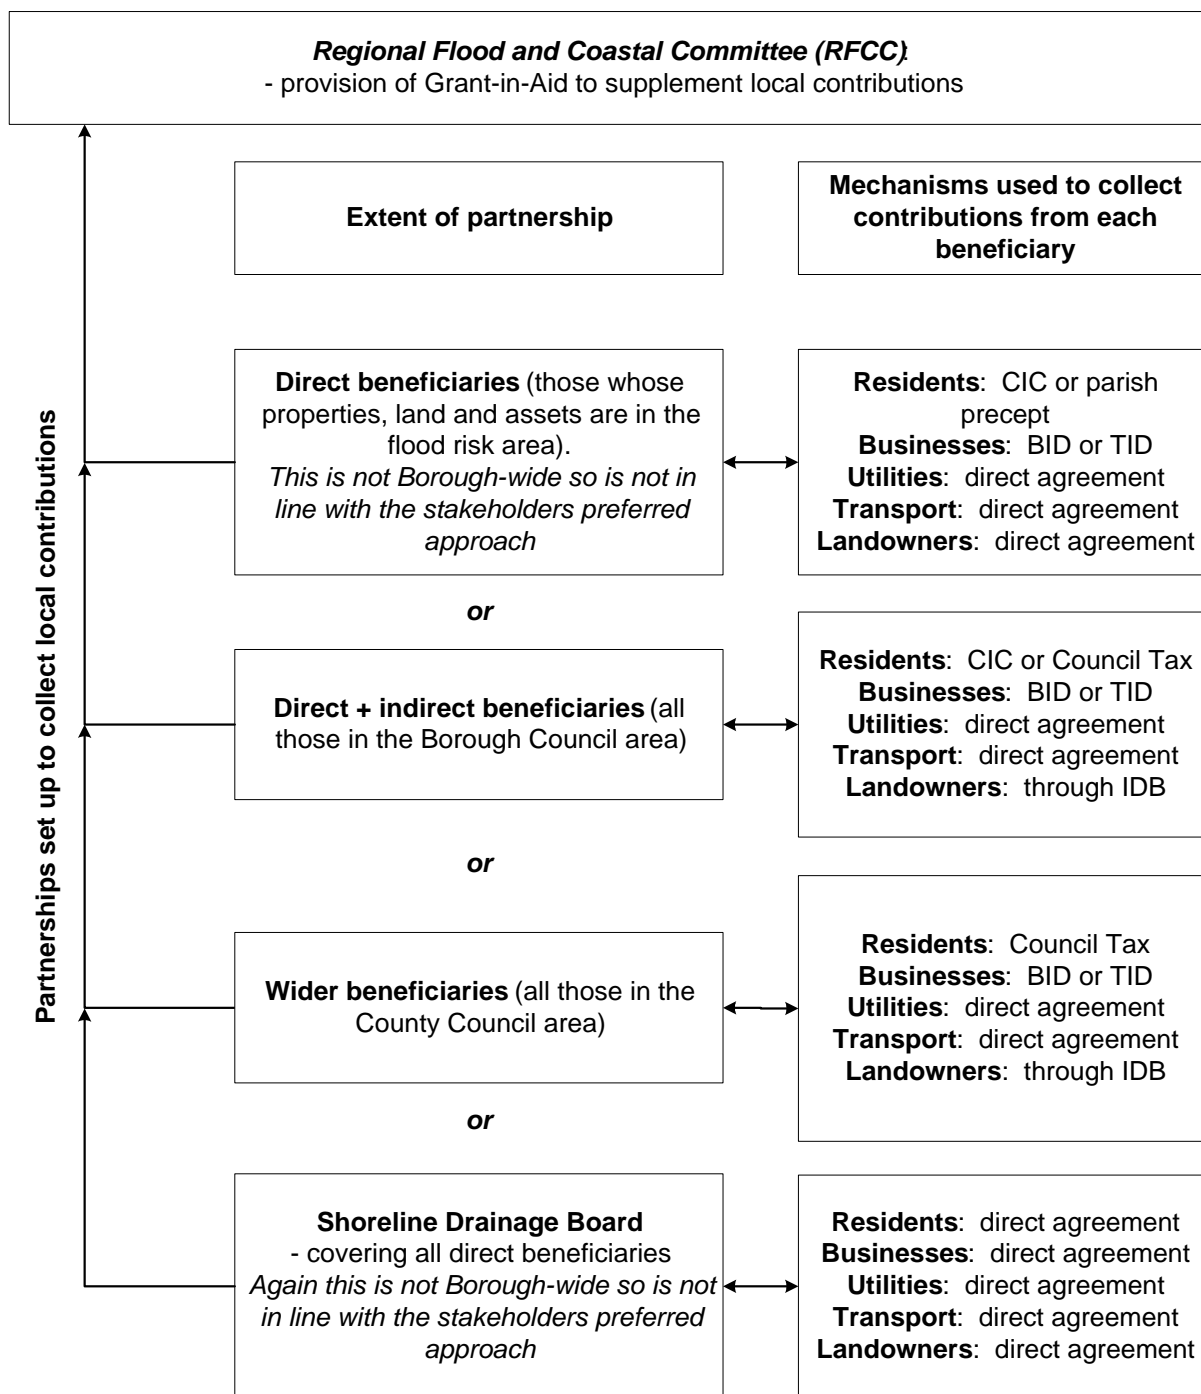 Regional Flood and Coastal Committee (RFCC):
- provision of Grant-in-Aid to supplement local contributions
Partnerships set up to collect local contributions
Extent of partnership
Mechanisms used to collect
contributions from each
beneficiary
Direct beneficiaries (those whose
properties, land and assets are in the
flood risk area).
This is not Borough-wide so is not in
line with the stakeholders preferred
approach
Residents: CIC or parish
precept
Businesses: BID or TID
Utilities: direct agreement
Transport: direct agreement
Landowners: direct agreement
or
Direct + indirect beneficiaries (all
those in the Borough Council area)
Residents: CIC or Council Tax
Businesses: BID or TID
Utilities: direct agreement
Transport: direct agreement
Landowners: through IDB
or
Wider beneficiaries (all those in the
County Council area)
Residents: Council Tax
Businesses: BID or TID
Utilities: direct agreement
Transport: direct agreement
Landowners: through IDB
or
Shoreline Drainage Board
- covering all direct beneficiaries
Again this is not Borough-wide so is not
in line with the stakeholders preferred
approach
Residents: direct agreement
Businesses: direct agreement
Utilities: direct agreement
Transport: direct agreement
Landowners: direct agreement